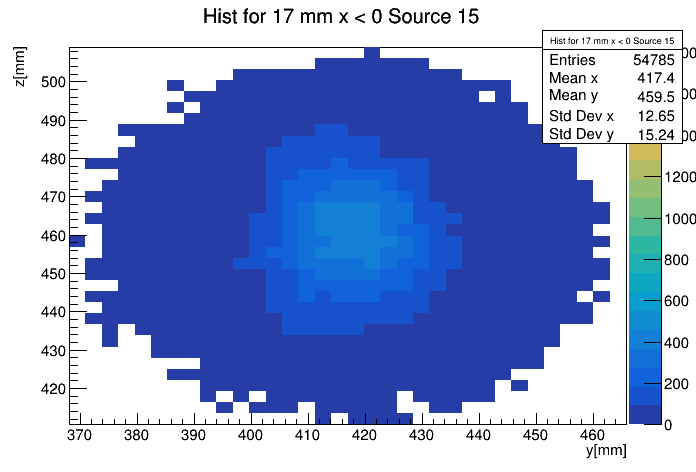 Hist for 17 mm x < 0 Source 15
Hist for 17 mm x < 0 Source 15
Entries 54785
Mean x 417.4
Mean y 459.5
Std Dev x 12.65
Std Dev y 15.24
z[mm]
500
490
480
470
460
450
440
430
420
370 380 390 400 410 420 430 440 450 460
y[mm]
1200
1000
800
600
400
200
0